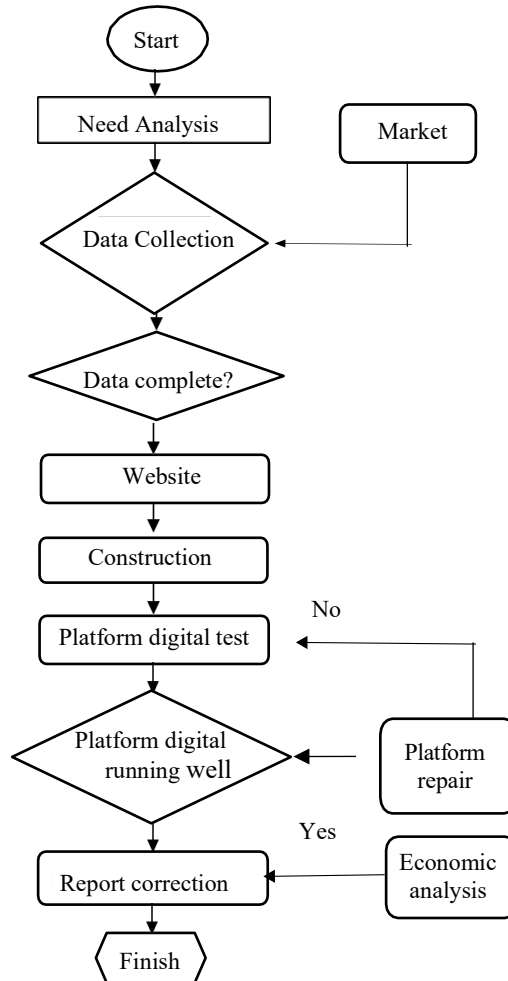 Start
Need Analysis
Market
Data Collection
Data complete?
Website
Construction
No
Platform digital test
Platform digital
running well
Platform
repair
Yes
Economic
analysis
Report correction
Finish